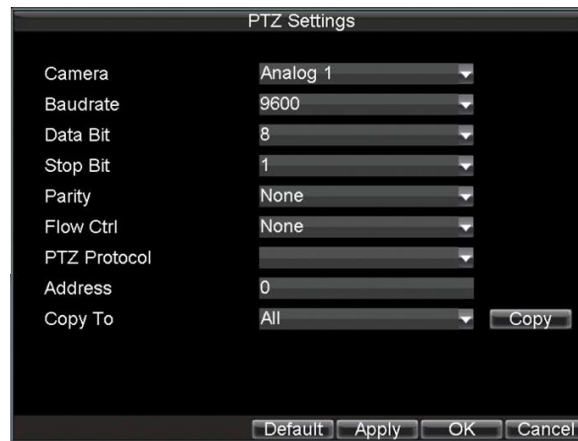 PTZ Settings
Camera Analog 1
Baudrate 9600
Data Bit 8
Stop Bit 1
Parity None
Flow Ctrl None
PTZ Protocol
Address 0
Copy To All Copy
Default Apply OK Cancel